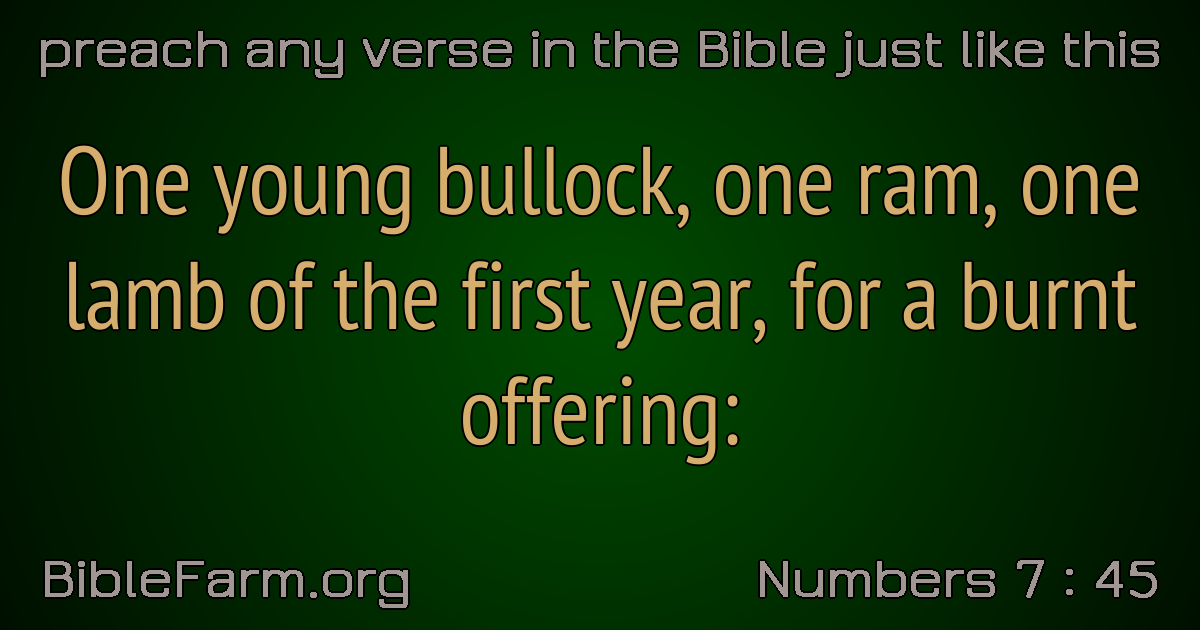 preach any verse in the Bible just like this
One young bullock, one ram, one
lamb of the first year, for a burnt
offering:
BibleFarm.org
Numbers 7 : 45